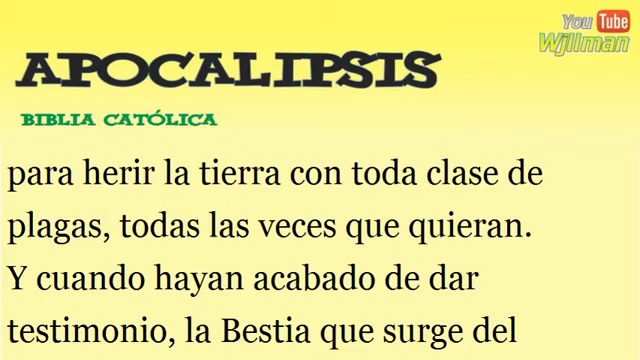 You Tube
Wjllman
APOCALIPSIS
BIBLIA CATÓLICA
para herir la tierra con toda clase de
plagas, todas las veces que quieran.
Y cuando hayan acabado de dar
testimonio, la Bestia que surge del